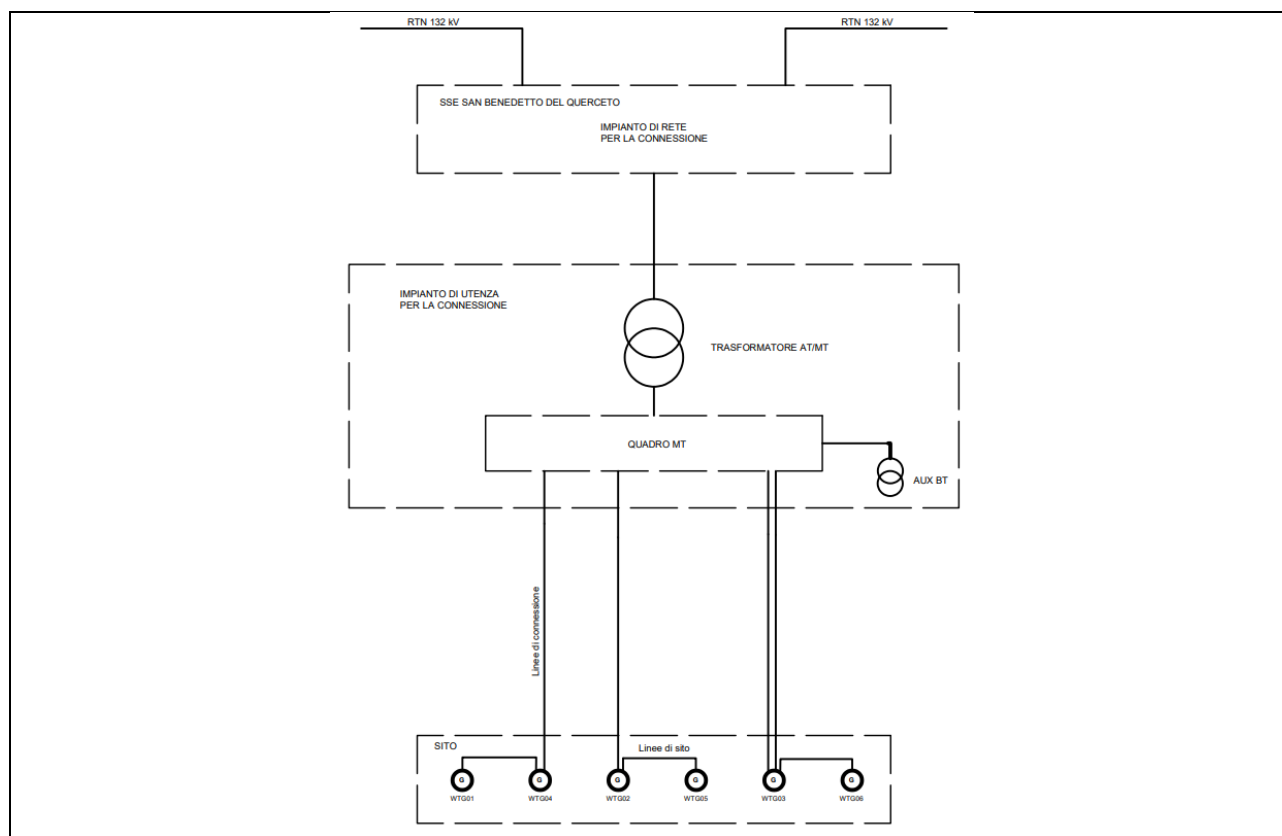 RTN 132 kV
RTN 132 kV
SSE SAN BENEDETTO DEL QUERCETO
IMPIANTO DI RETE
PER LA CONNESSIONE
IMPIANTO DI UTENZA
PER LA CONNESSIONE
TRASFORMATORE AT/MT
QUADRO MT
AUX BT
Linee di connessione
SITO
Linee di sito
G
G
G
G
G
G
WTG01
WTG04
WTG02
WTG05
WTG03
WTG06